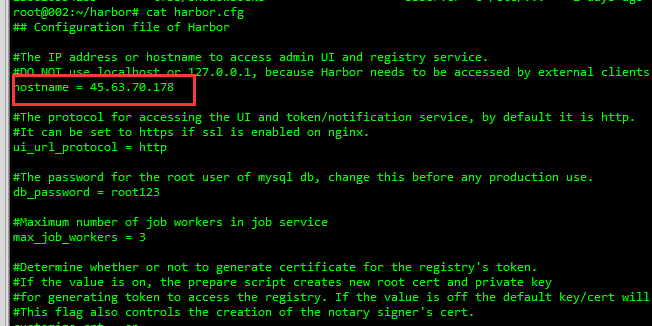 root@002:~/harbor# cat harbor.cfg
## Configuration file of Harbor
#The IP address or hostname to access admin UI and registry service.
#DO NOT use localhost or 127.0.0.1, because Harbor needs to be accessed by external clients
hostname = 45.63.70.178
#The protocol for accessing the UI and token/notification service, by default it is http.
#It can be set to https if ssl is enabled on nginx.
ui_url_protocol = http
#The password for the root user of mysql db, change this before any production use.
db_password = root123
#Maximum number of job workers in job service
max_job_workers = 3
#Determine whether or not to generate certificate for the registry's token.
#If the value is on, the prepare script creates new root cert and private key
#for generating token to access the registry. If the value is off the default key/cert will
#This flag also controls the creation of the notary signer's cert.